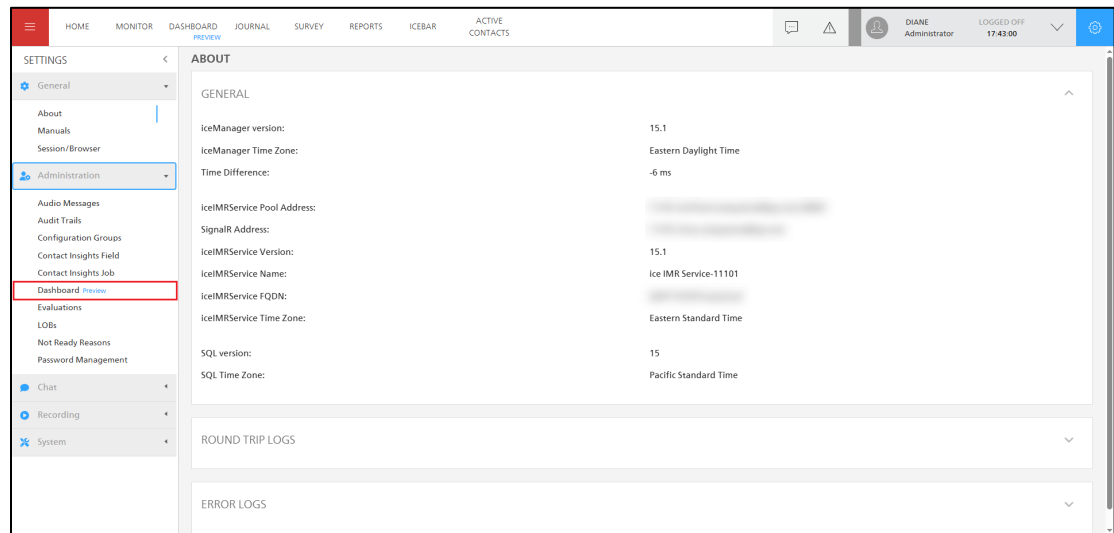 HOME MONITOR DASHBOARD JOURNAL SURVEY REPORTS ICEBAR ACTIVE CONTACTS
PREVIEW
DIANE
Administrator
LOGGED OFF
17:43:00
SETTINGS
General
About
Manuals
Session/Browser
Administration
Audio Messages
Audit Trails
Configuration Groups
Contact Insights Field
Contact Insights Job
Dashboard Preview
Evaluations
LOBs
Not Ready Reasons
Password Management
Chat
Recording
System
ABOUT
GENERAL
iceManager version: 15.1
iceManager Time Zone: Eastern Daylight Time
Time Difference: -6 ms
iceIMRService Pool Address:
SignalR Address:
iceIMRService Version: 15.1
iceIMRService Name: ice IMR Service-11101
iceIMRService FQDN:
iceIMRService Time Zone: Eastern Standard Time
SQL version: 15
SQL Time Zone: Pacific Standard Time
ROUND TRIP LOGS
ERROR LOGS